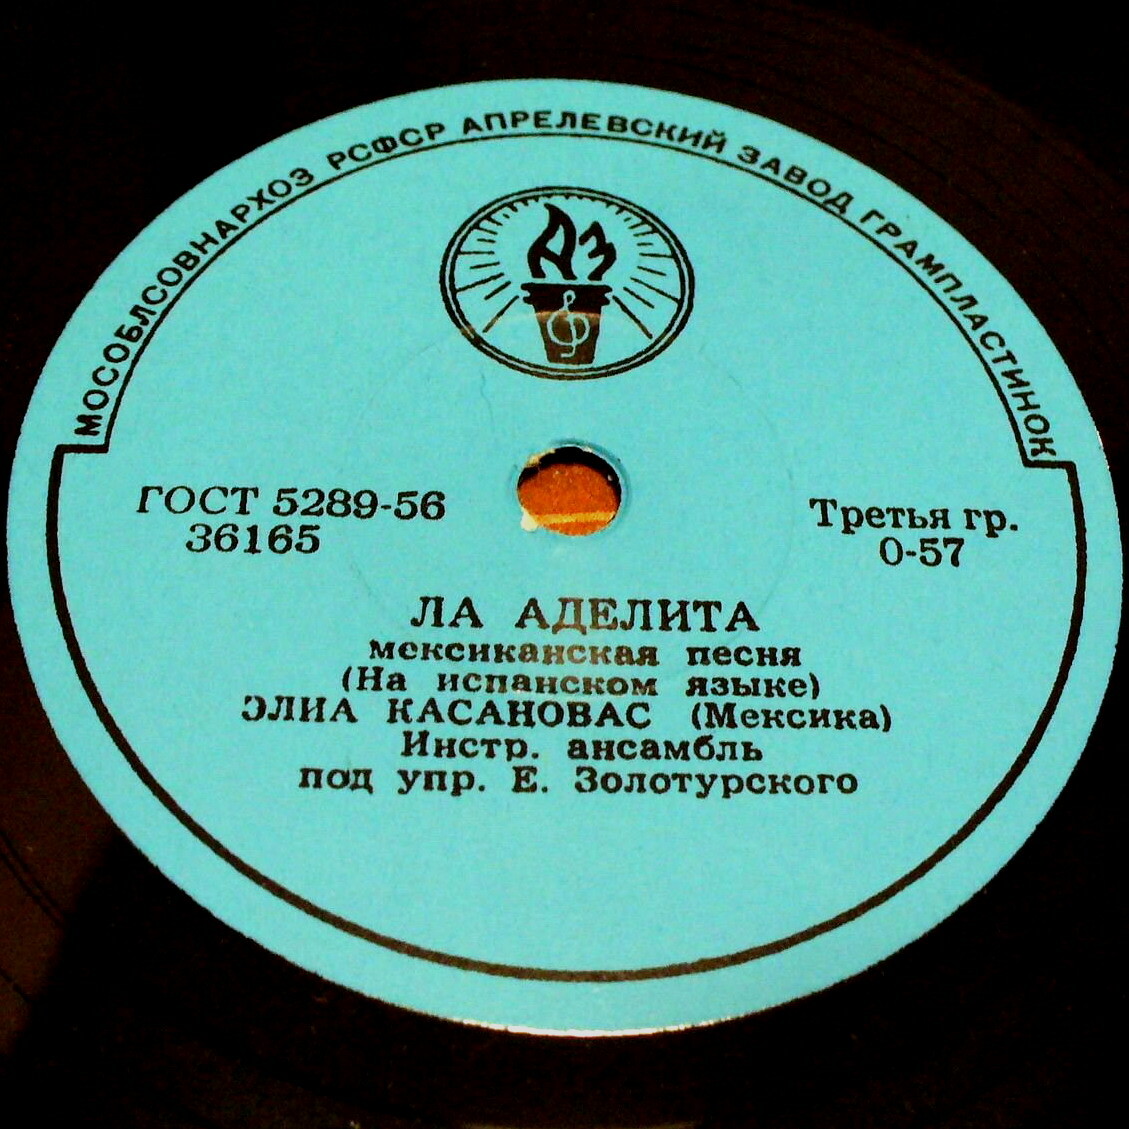 МОСОБЛСОВНАРХОЗ РСФСР АПРЕЛЕВСКИЙ ЗАВОД ГРАМПЛАСТИНОК
АЗ
ГОСТ 5289-56
36165
Третья гр.
0-57
ЛА АДЕЛИТА
мексиканская песня
(На испанском языке)
ЭЛИА КАСАНОВАС (Мексика)
Инстр. ансамбль
под упр. Е. Золотурского